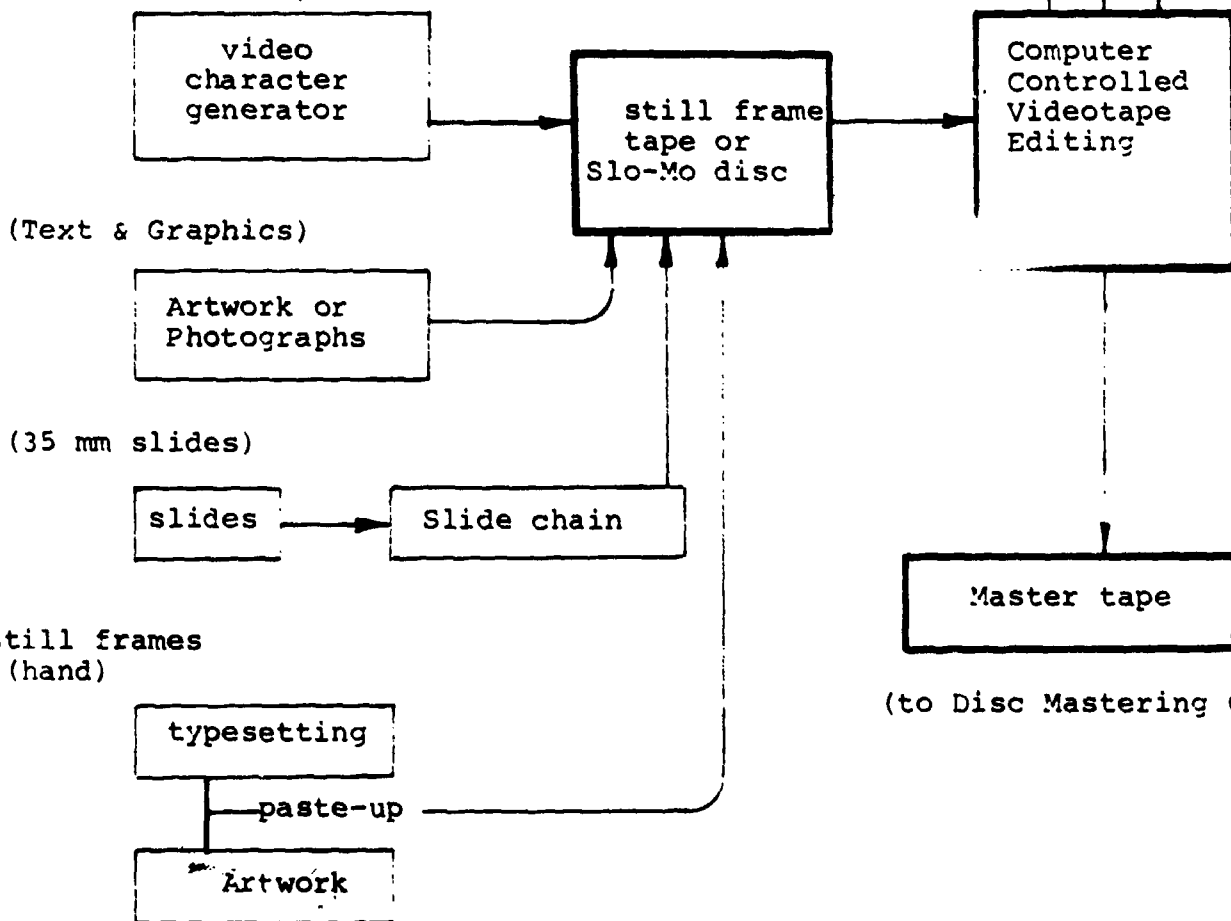 video
character
generator
still frame
tape or
Slo-Mo disc
Computer
Controlled
Videotape
Editing
(Text & Graphics)
Artwork or
Photographs
(35 mm slides)
slides
Slide chain
Master tape
still frames
(hand)
(to Disc Mastering
typesetting
paste-up
Artwork